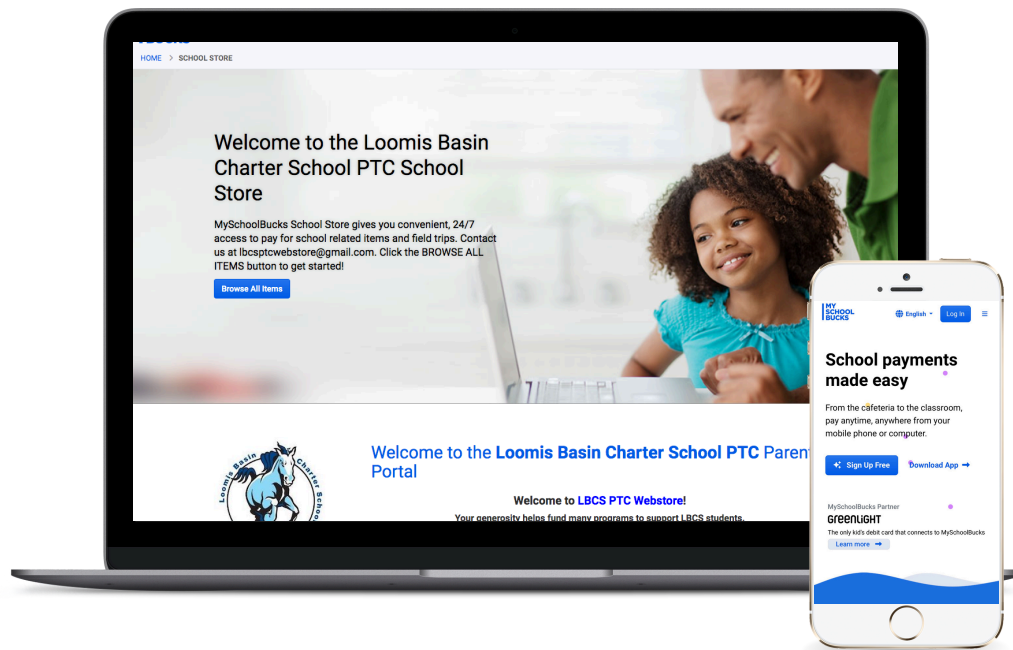 HOME > SCHOOL STORE
Welcome to the Loomis Basin
Charter School PTC School
Store
MySchoolBucks School Store gives you convenient, 24/7
access to pay for school related items and field trips. Contact
us at lbcsptcwebstore@gmail.com. Click the BROWSE ALL
ITEMS button to get started!
Browse All Items
Loomis Basin Charter School
Welcome to the Loomis Basin Charter School PTC Paren
Portal
Welcome to LBCS PTC Webstore!
Your generosity helps fund many programs to support LBCS students.
MY
SCHOOL
BUCKS
English
Log In
School payments
made easy
From the cafeteria to the classroom,
pay anytime, anywhere from your
mobile phone or computer.
Sign Up Free
Download App →
MySchoolBucks Partner
GReenLiGHT
The only kid's debit card that connects to MySchoolBucks
Learn more →